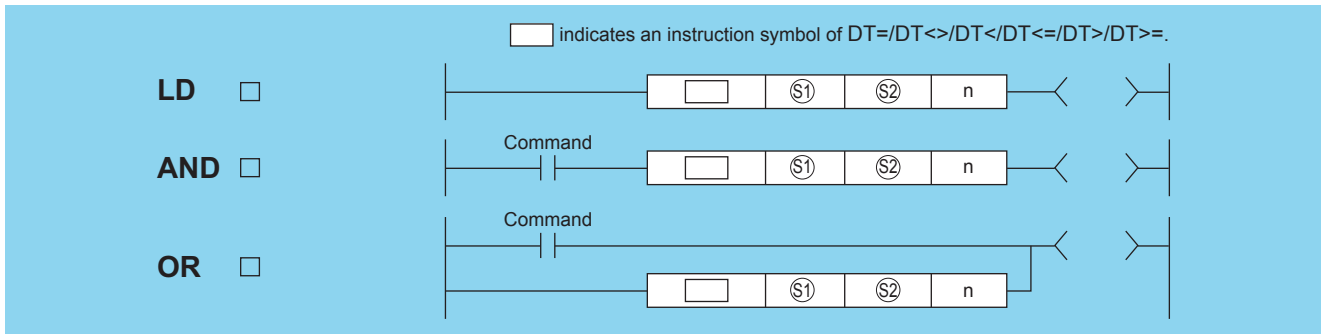 indicates an instruction symbol of DT=/DT<>/DT</DT<=/DT>/DT>=.
LD □ S1 S2 n
Command
AND □ S1 S2 n
Command
OR □ S1 S2 n